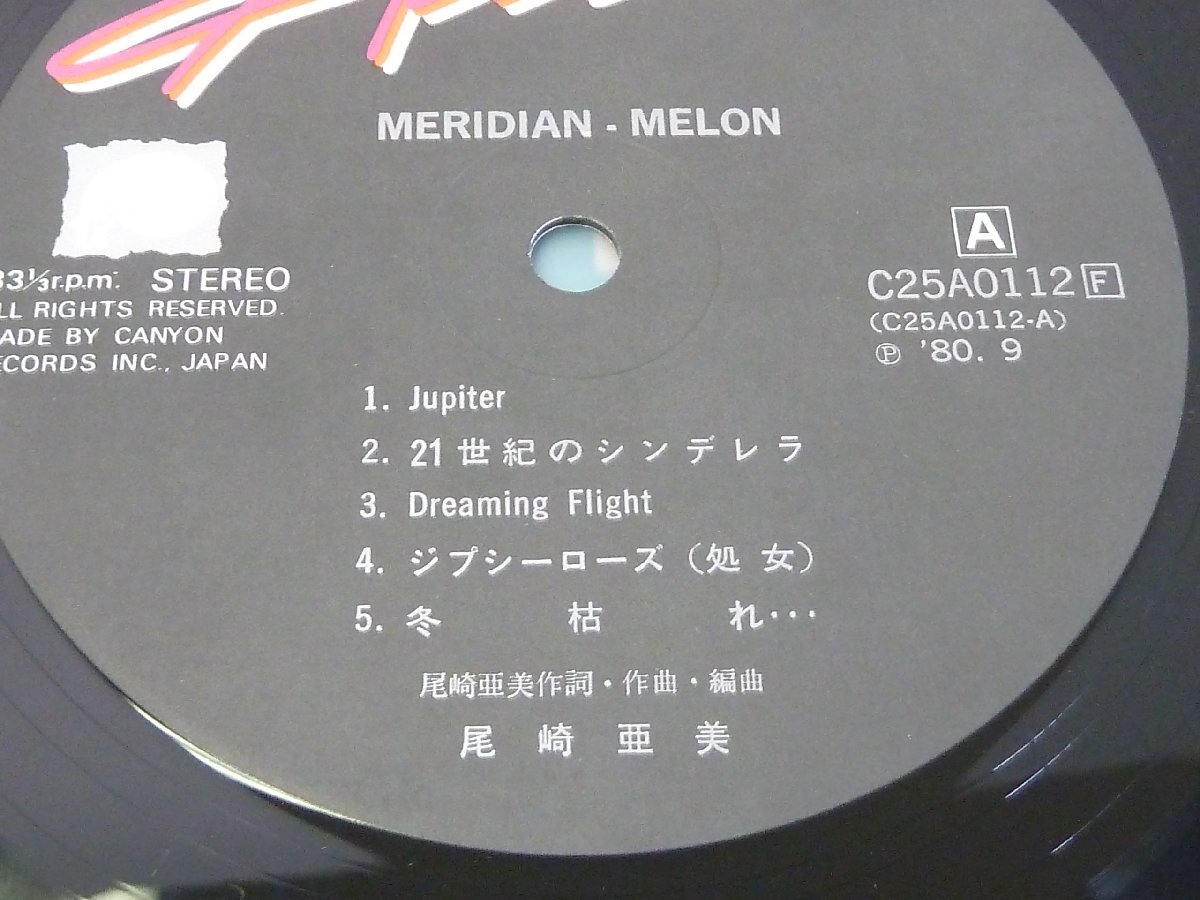 MERIDIAN - MELON
33⅓r.p.m. STEREO
LL RIGHTS RESERVED.
ADE BY CANYON
ECORDS INC., JAPAN
A
C25A0112 F
(C25A0112-A)
Ⓟ '80. 9
1. Jupiter
2. 21世紀のシンデレラ
3. Dreaming Flight
4. ジプシーローズ(処女)
5. 冬枯れ…
尾崎亜美作詞・作曲・編曲
尾崎亜美